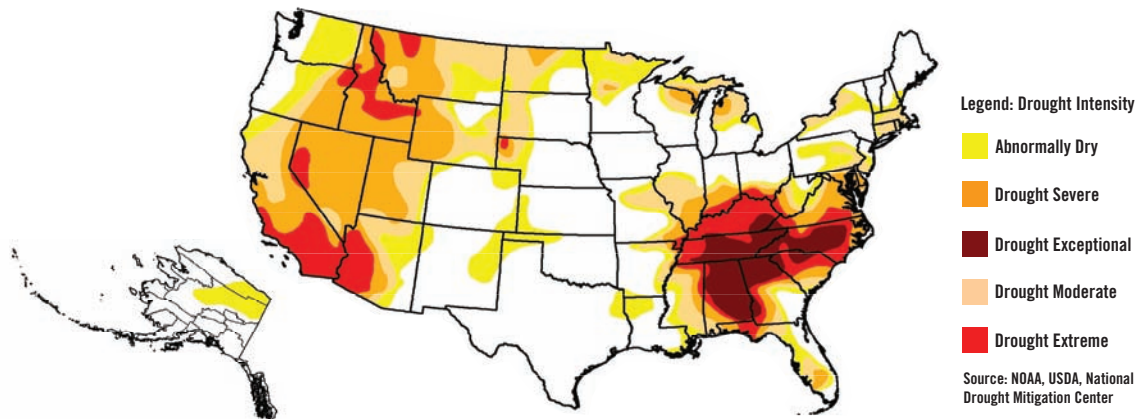 Legend: Drought Intensity
Abnormally Dry
Drought Severe
Drought Exceptional
Drought Moderate
Drought Extreme
Source: NOAA, USDA, National
Drought Mitigation Center